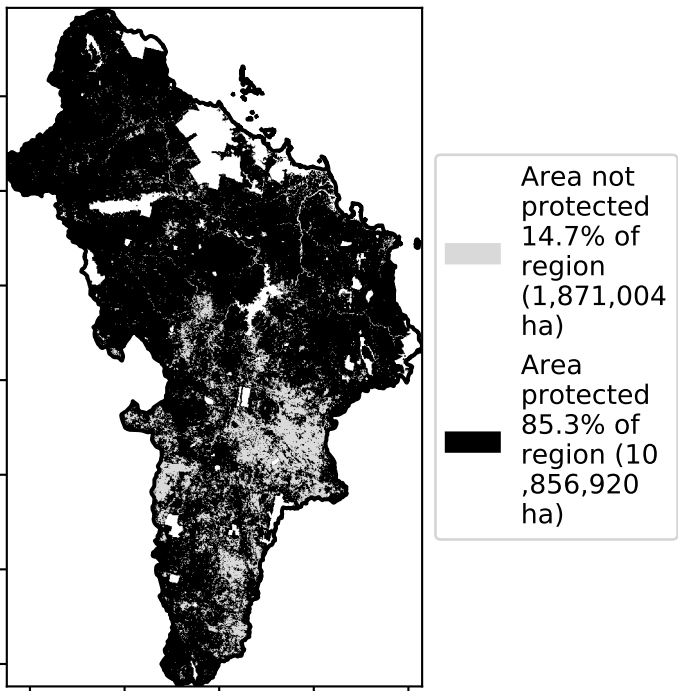 Area not
protected
14.7% of
region
(1,871,004
ha)
Area
protected
85.3% of
region (10
,856,920
ha)